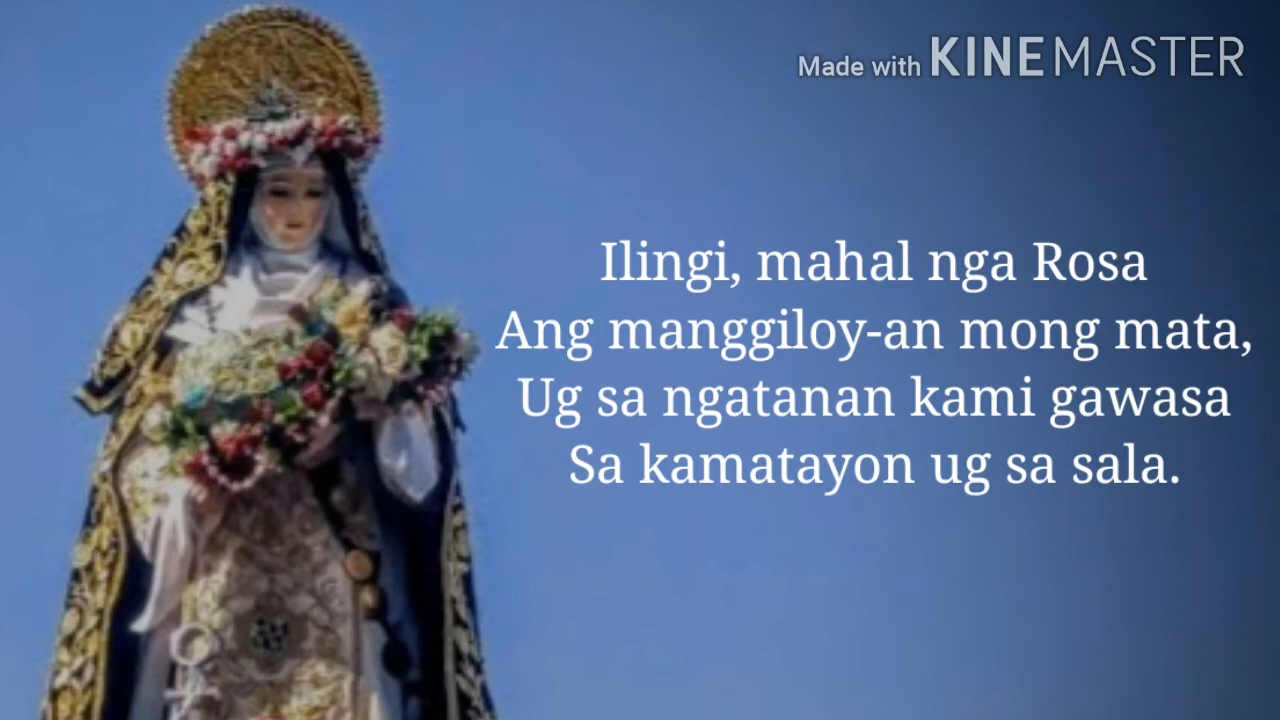 Made with KINEMASTER
Ilingi, mahal nga Rosa
Ang manggiloy-an mong mata,
Ug sa ngatanan kami gawasa
Sa kamatayon ug sa sala.